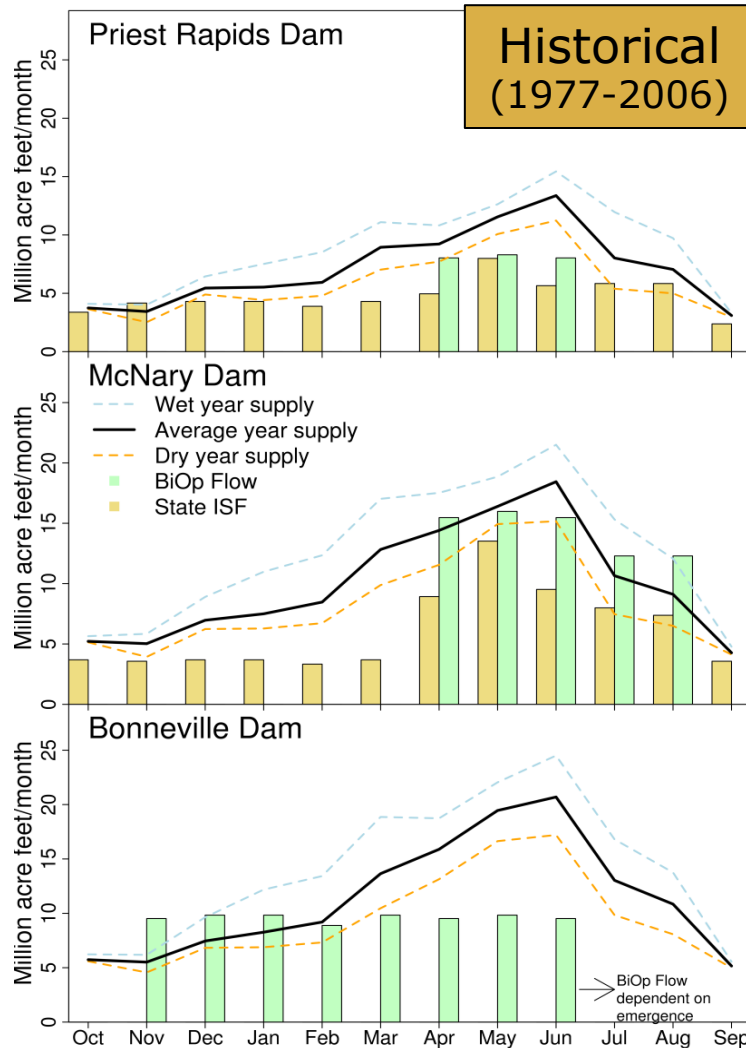 Priest Rapids Dam
Historical
(1977-2006)
Million acre feet/month
25
20
15
10
5
0
McNary Dam
Wet year supply
Average year supply
Dry year supply
BiOp Flow
State ISF
Million acre feet/month
25
20
15
10
5
0
Bonneville Dam
Million acre feet/month
25
20
15
10
5
0
BiOp Flow
dependent on
emergence
Oct Nov Dec Jan Feb Mar Apr May Jun Jul Aug Sep